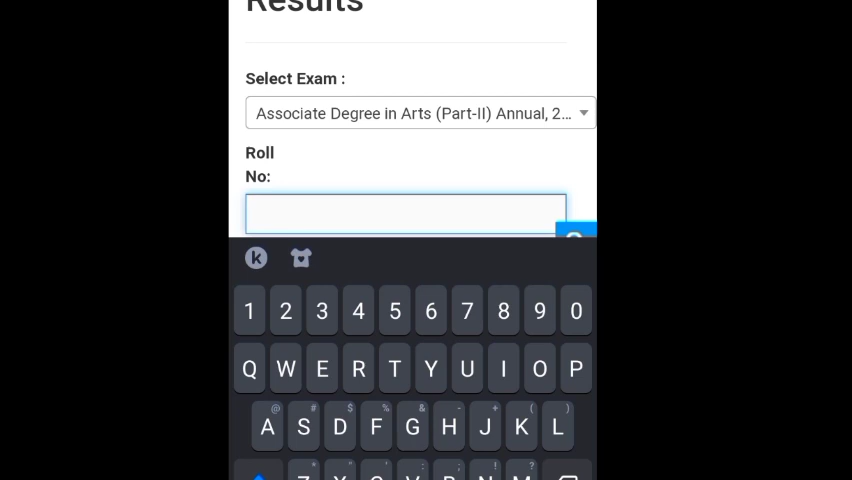 Results
Select Exam :
Associate Degree in Arts (Part-II) Annual, 2...
Roll
No:
k
1 2 3 4 5 6 7 8 9 0
Q W E R T Y U I O P
@ # $ % & - + ( )
A S D F G H J K L
* " ' : ; ! ?
Z X C V B N M